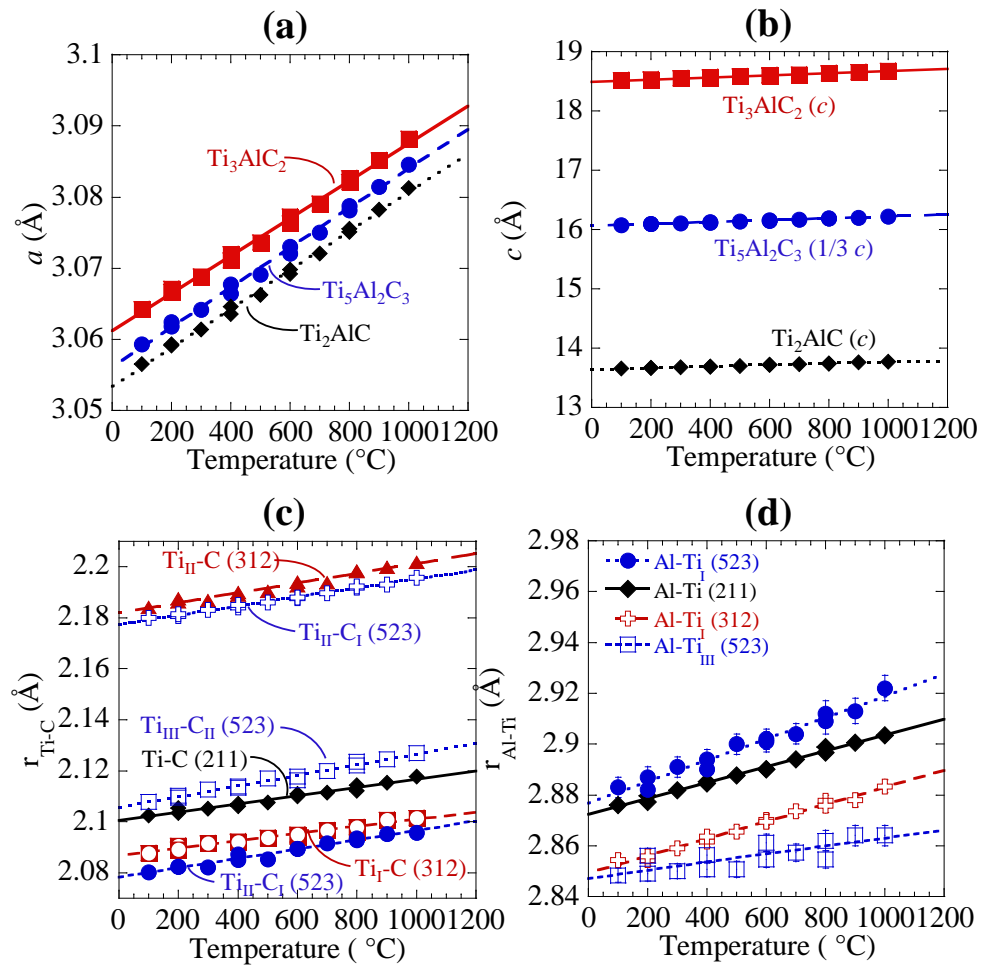 (a)
3.1
3.09
3.08
3.07
3.06
3.05
a (Å)
Ti3AlC2
Ti5Al2C3
Ti2AlC
0 200 400 600 800 1000 1200
Temperature (°C)
(b)
19
18
17
16
15
14
13
c (Å)
Ti3AlC2 (c)
Ti5Al2C3 (1/3 c)
Ti2AlC (c)
0 200 400 600 800 1000 1200
Temperature (°C)
(c)
2.2
2.18
2.16
2.14
2.12
2.1
2.08
rTi-C (Å)
TiII-C (312)
TiII-CI (523)
TiIII-CII (523)
Ti-C (211)
TiI-C (312)
TiII-CI (523)
0 200 400 600 800 1000 1200
Temperature ( °C)
(d)
2.98
2.96
2.94
2.92
2.9
2.88
2.86
2.84
rAl-Ti (Å)
Al-TiI (523)
Al-Ti (211)
Al-TiI (312)
Al-TiIII (523)
0 200 400 600 800 1000 1200
Temperature ( °C)